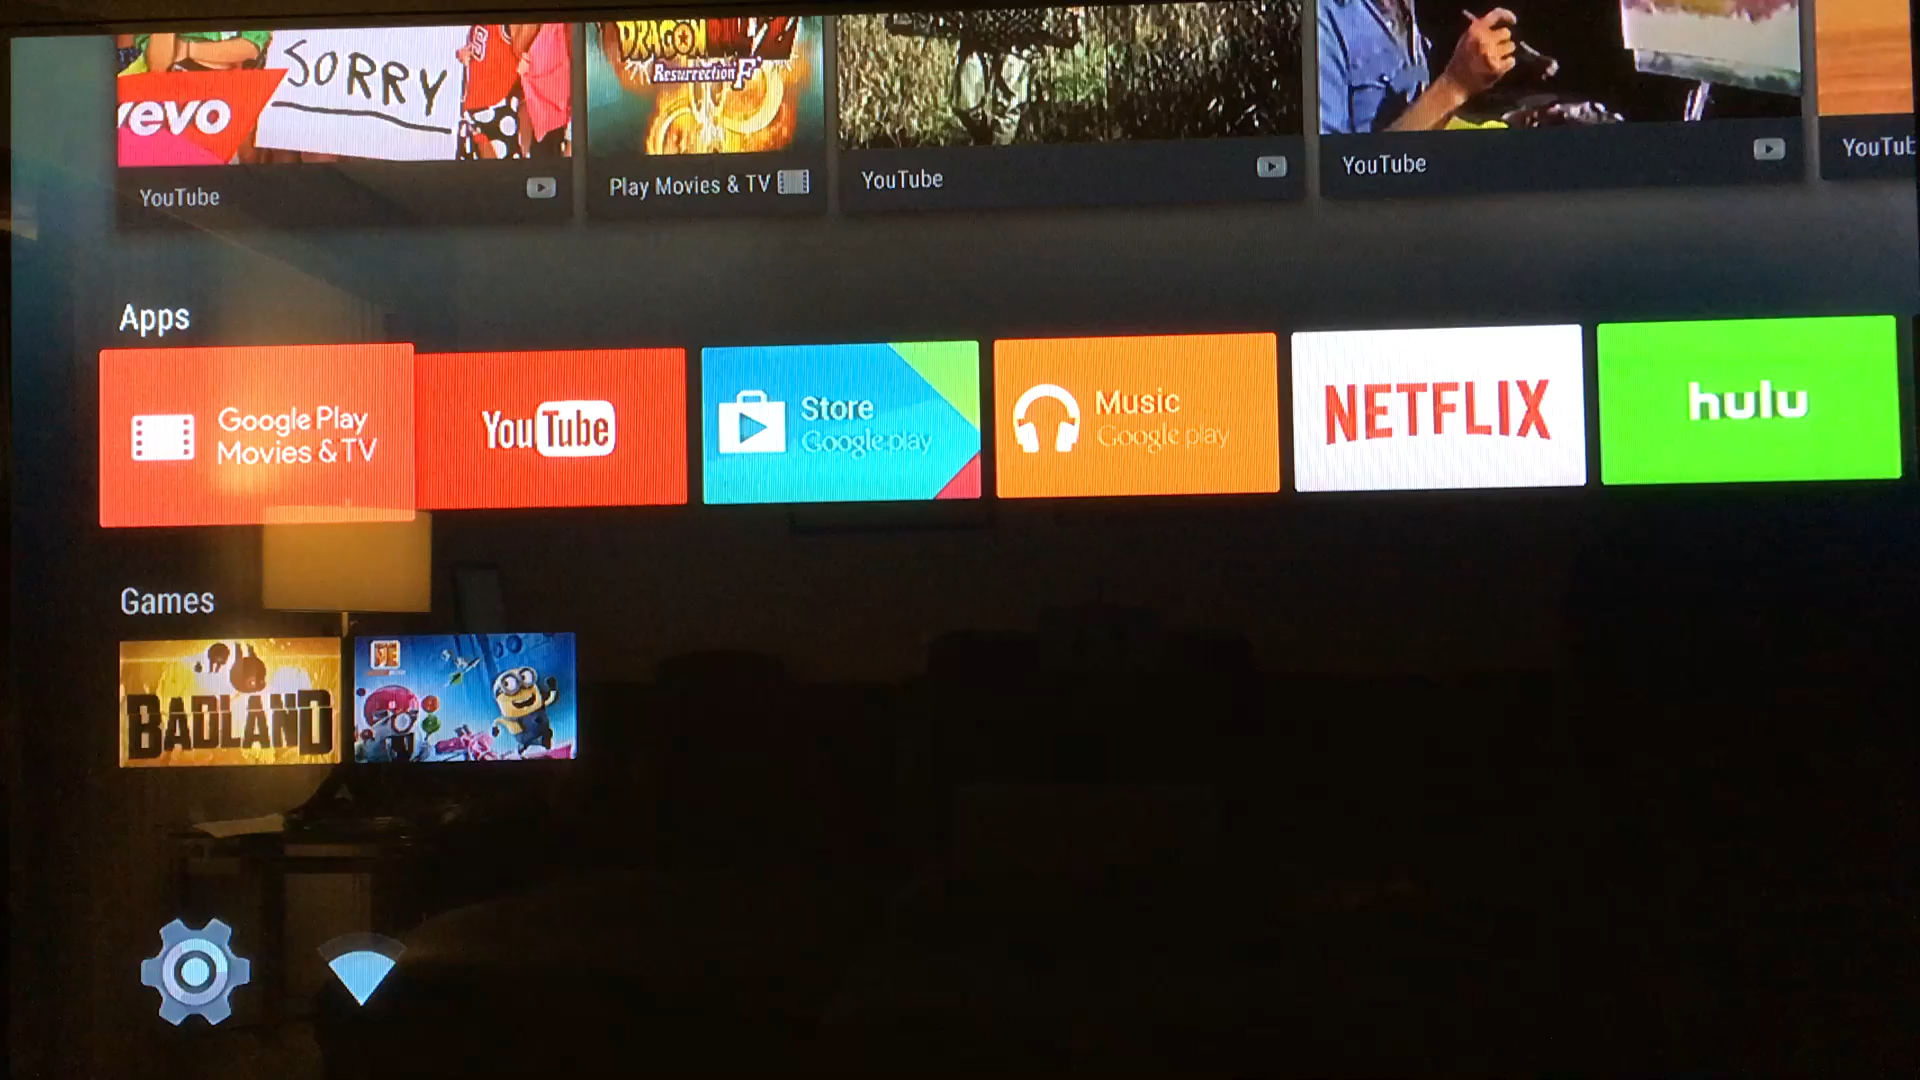 SORRY
vevo
DRAGON BALL Z
Resurrection 'F'
YouTube
Play Movies & TV
YouTube
YouTube
Apps
Google Play
Movies & TV
YouTube
Store
Google play
Music
Google play
NETFLIX
hulu
Games
BADLAND